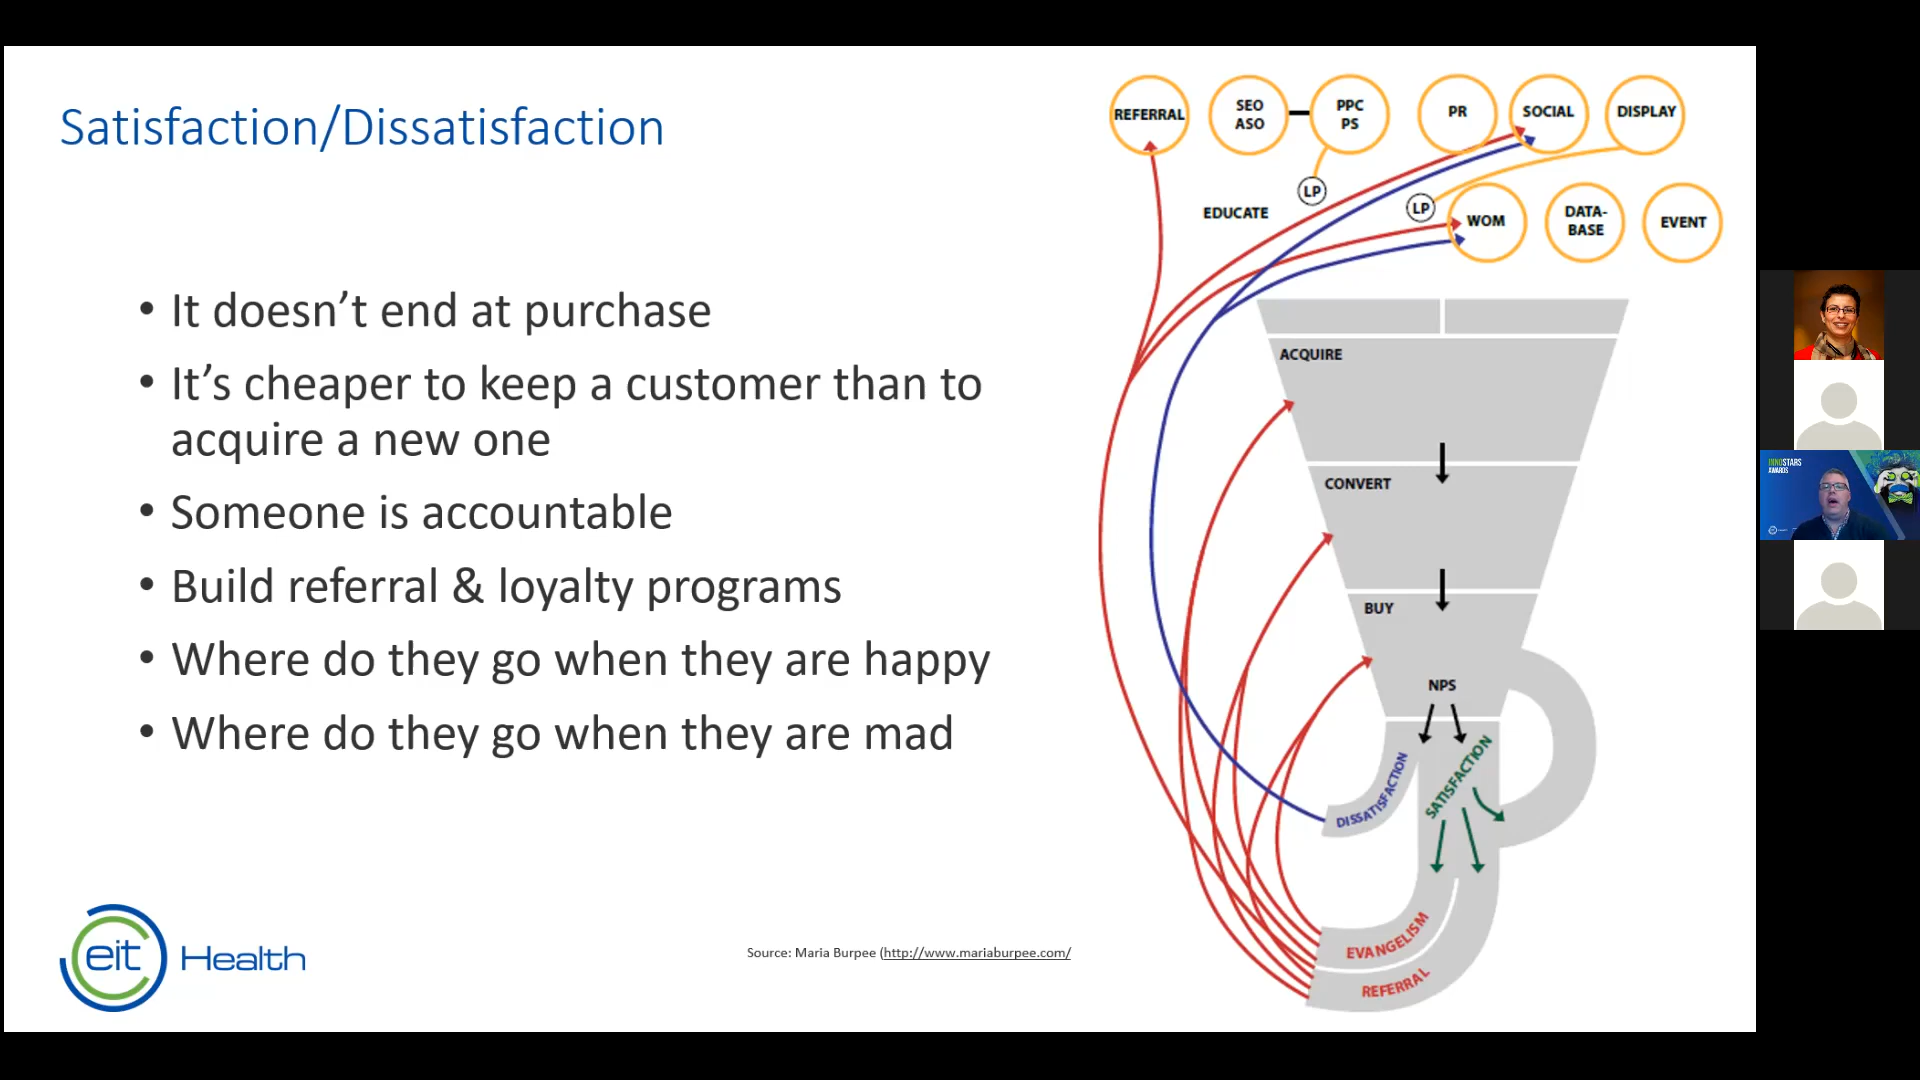 Satisfaction/Dissatisfaction
• It doesn’t end at purchase
• It’s cheaper to keep a customer than to
acquire a new one
• Someone is accountable
• Build referral & loyalty programs
• Where do they go when they are happy
• Where do they go when they are mad
eit Health
Source: Maria Burpee (http://www.mariaburpee.com/
REFERRAL
SEO
ASO
PPC
PS
PR
SOCIAL
DISPLAY
LP
EDUCATE
LP
WOM
DATA-
BASE
EVENT
ACQUIRE
CONVERT
BUY
NPS
DISSATISFACTION
SATISFACTION
EVANGELISM
REFERRAL
INNOSTARS
AWARDS
eit